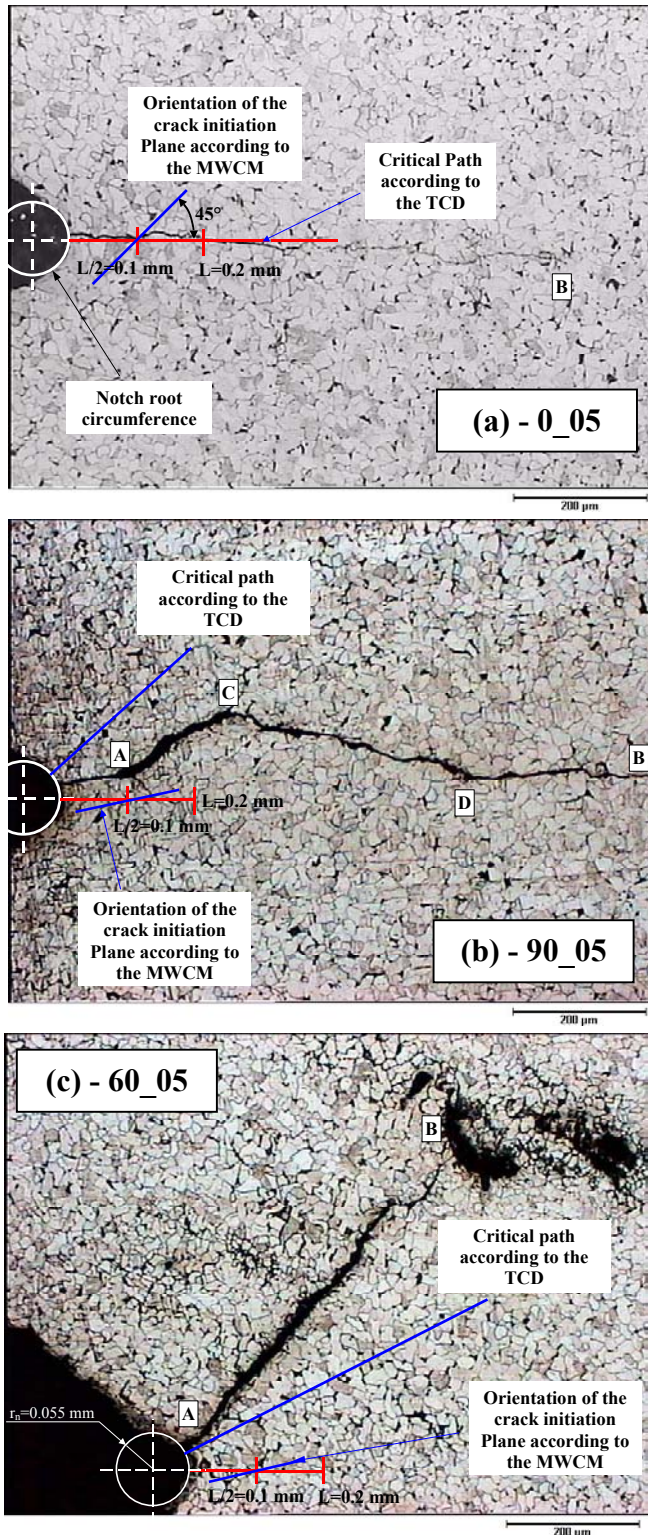 Orientation of the
crack initiation
Plane according to
the MWCM
Critical Path
according to
the TCD
45°
L/2=0.1 mm
L=0.2 mm
B
Notch root
circumference
(a) - 0_05
200 µm
Critical path
according to the
TCD
C
A
B
L=0.2 mm
D
L/2=0.1 mm
Orientation of the
crack initiation
Plane according to
the MWCM
(b) - 90_05
200 µm
(c) - 60_05
B
Critical path
according to the
TCD
A
rn=0.055 mm
Orientation of the
crack initiation
Plane according to
the MWCM
L/2=0.1 mm
L=0.2 mm
200 µm